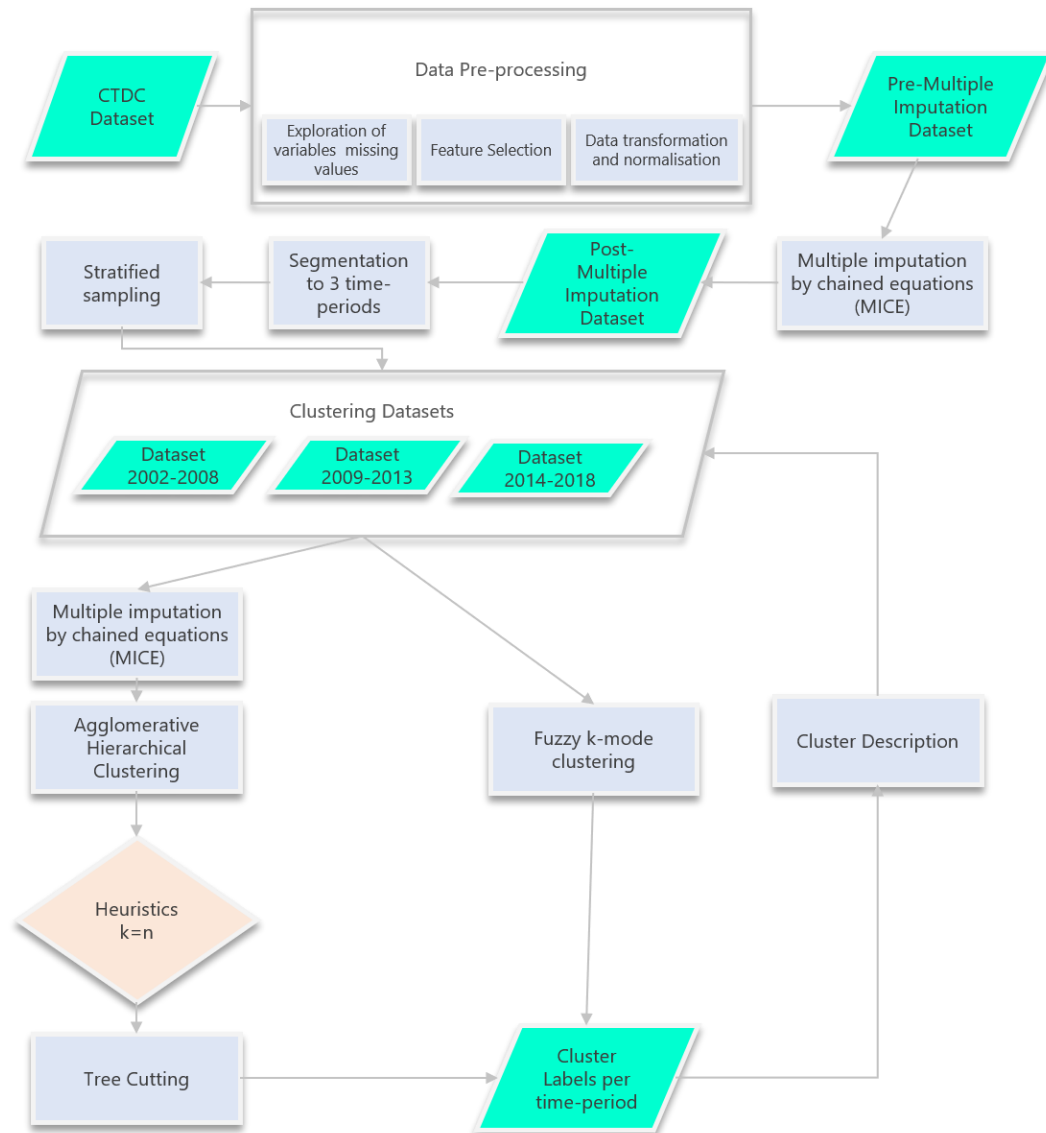 Data Pre-processing
CTDC
Dataset
Exploration of
variables missing
values
Feature Selection
Data transformation
and normalisation
Pre-Multiple
Imputation
Dataset
Multiple imputation
by chained equations
(MICE)
Post-
Multiple
Imputation
Dataset
Segmentation
to 3 time-
periods
Stratified
sampling
Clustering Datasets
Dataset
2002-2008
Dataset
2009-2013
Dataset
2014-2018
Multiple imputation
by chained equations
(MICE)
Agglomerative
Hierarchical
Clustering
Heuristics
k=n
Tree Cutting
Fuzzy k-mode
clustering
Cluster
Labels per
time-period
Cluster Description